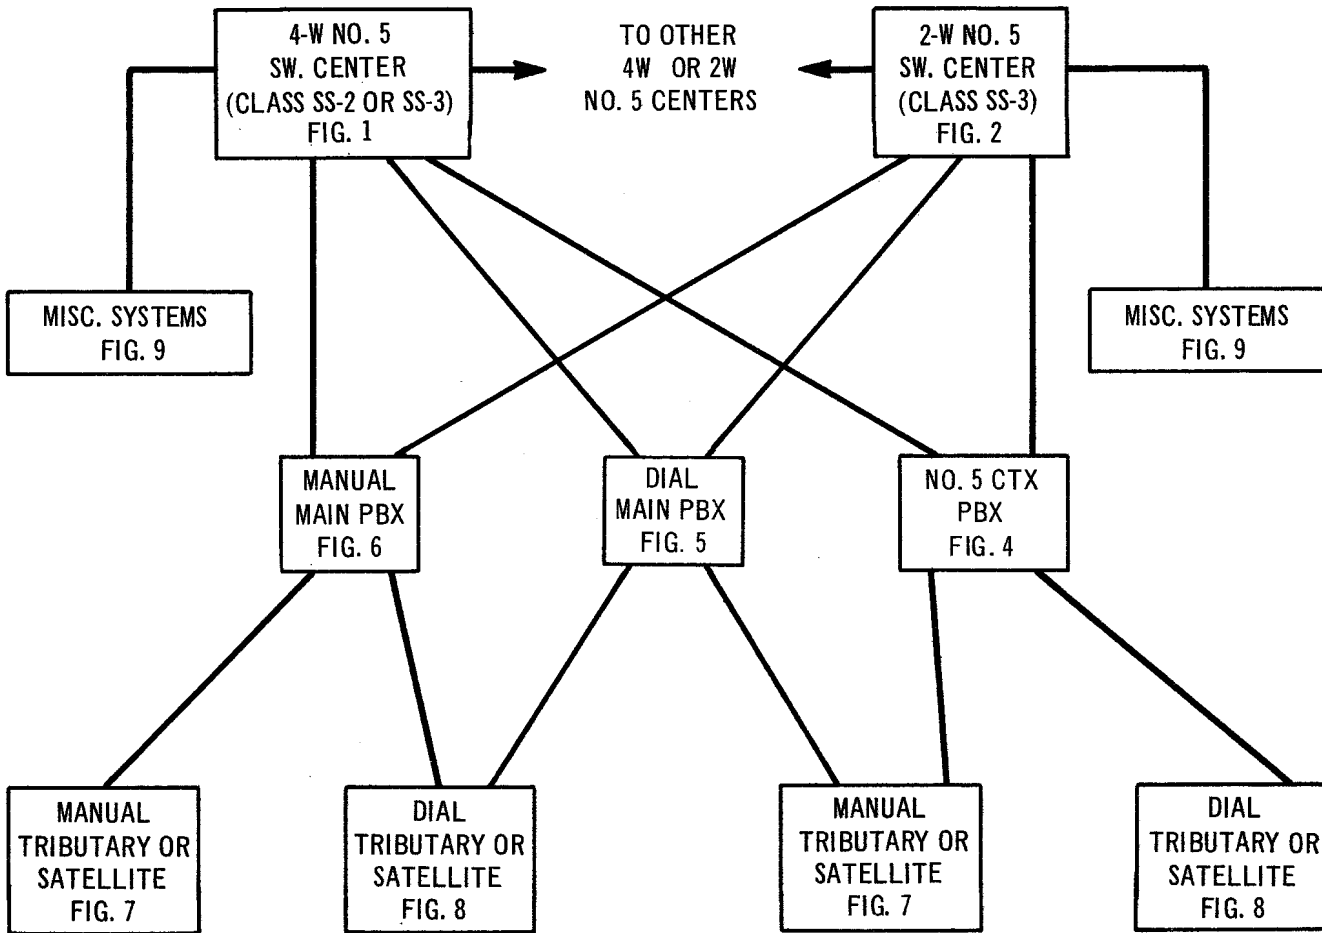 4-W NO. 5
SW. CENTER
(CLASS SS-2 OR SS-3)
FIG. 1
TO OTHER
4W OR 2W
NO. 5 CENTERS
2-W NO. 5
SW. CENTER
(CLASS SS-3)
FIG. 2
MISC. SYSTEMS
FIG. 9
MISC. SYSTEMS
FIG. 9
MANUAL
MAIN PBX
FIG. 6
DIAL
MAIN PBX
FIG. 5
NO. 5 CTX
PBX
FIG. 4
MANUAL
TRIBUTARY OR
SATELLITE
FIG. 7
DIAL
TRIBUTARY OR
SATELLITE
FIG. 8
MANUAL
TRIBUTARY OR
SATELLITE
FIG. 7
DIAL
TRIBUTARY OR
SATELLITE
FIG. 8